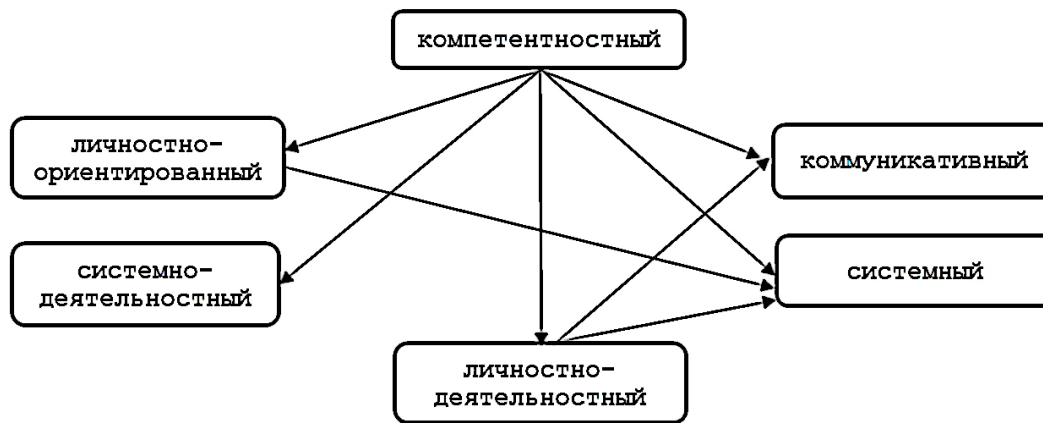 компетентностный
личностно-
ориентированный
коммуникативный
системно-
деятельностный
системный
личностно-
деятельностный